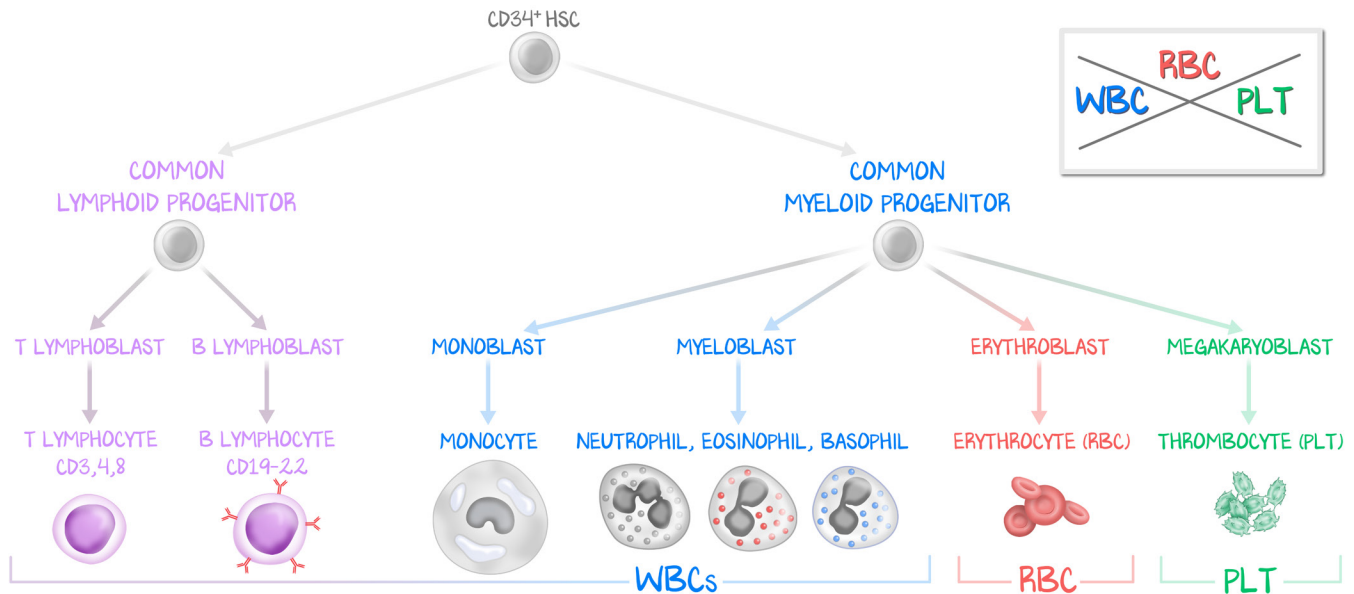 CD34⁺ HSC
RBC
WBC PLT
COMMON
LYMPHOID PROGENITOR
COMMON
MYELOID PROGENITOR
T LYMPHOBLAST
B LYMPHOBLAST
MONOBLAST
MYELOBLAST
ERYTHROBLAST
MEGAKARYOBLAST
T LYMPHOCYTE
CD3,4,8
B LYMPHOCYTE
CD19-22
MONOCYTE
NEUTROPHIL, EOSINOPHIL, BASOPHIL
ERYTHROCYTE (RBC)
THROMBOCYTE (PLT)
WBCs
RBC
PLT